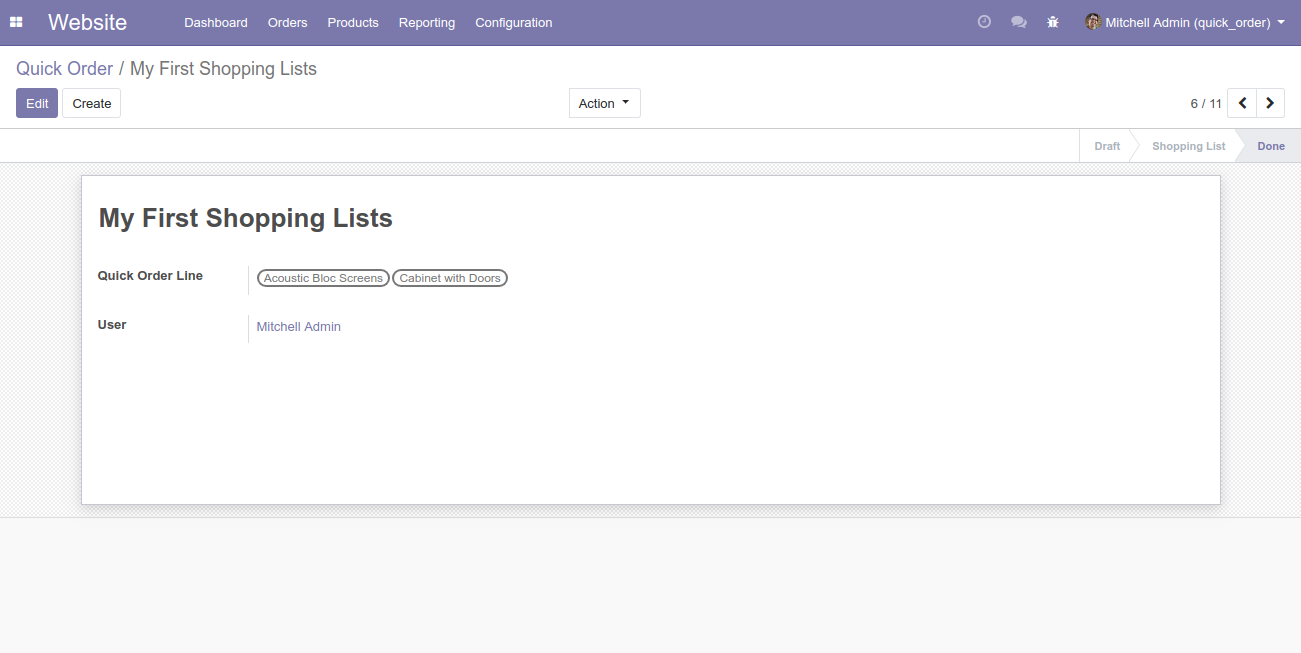 Website Dashboard Orders Products Reporting Configuration Mitchell Admin (quick_order)
Quick Order / My First Shopping Lists
Edit Create Action 6 / 11
Draft Shopping List Done
My First Shopping Lists
Quick Order Line Acoustic Bloc Screens Cabinet with Doors
User Mitchell Admin